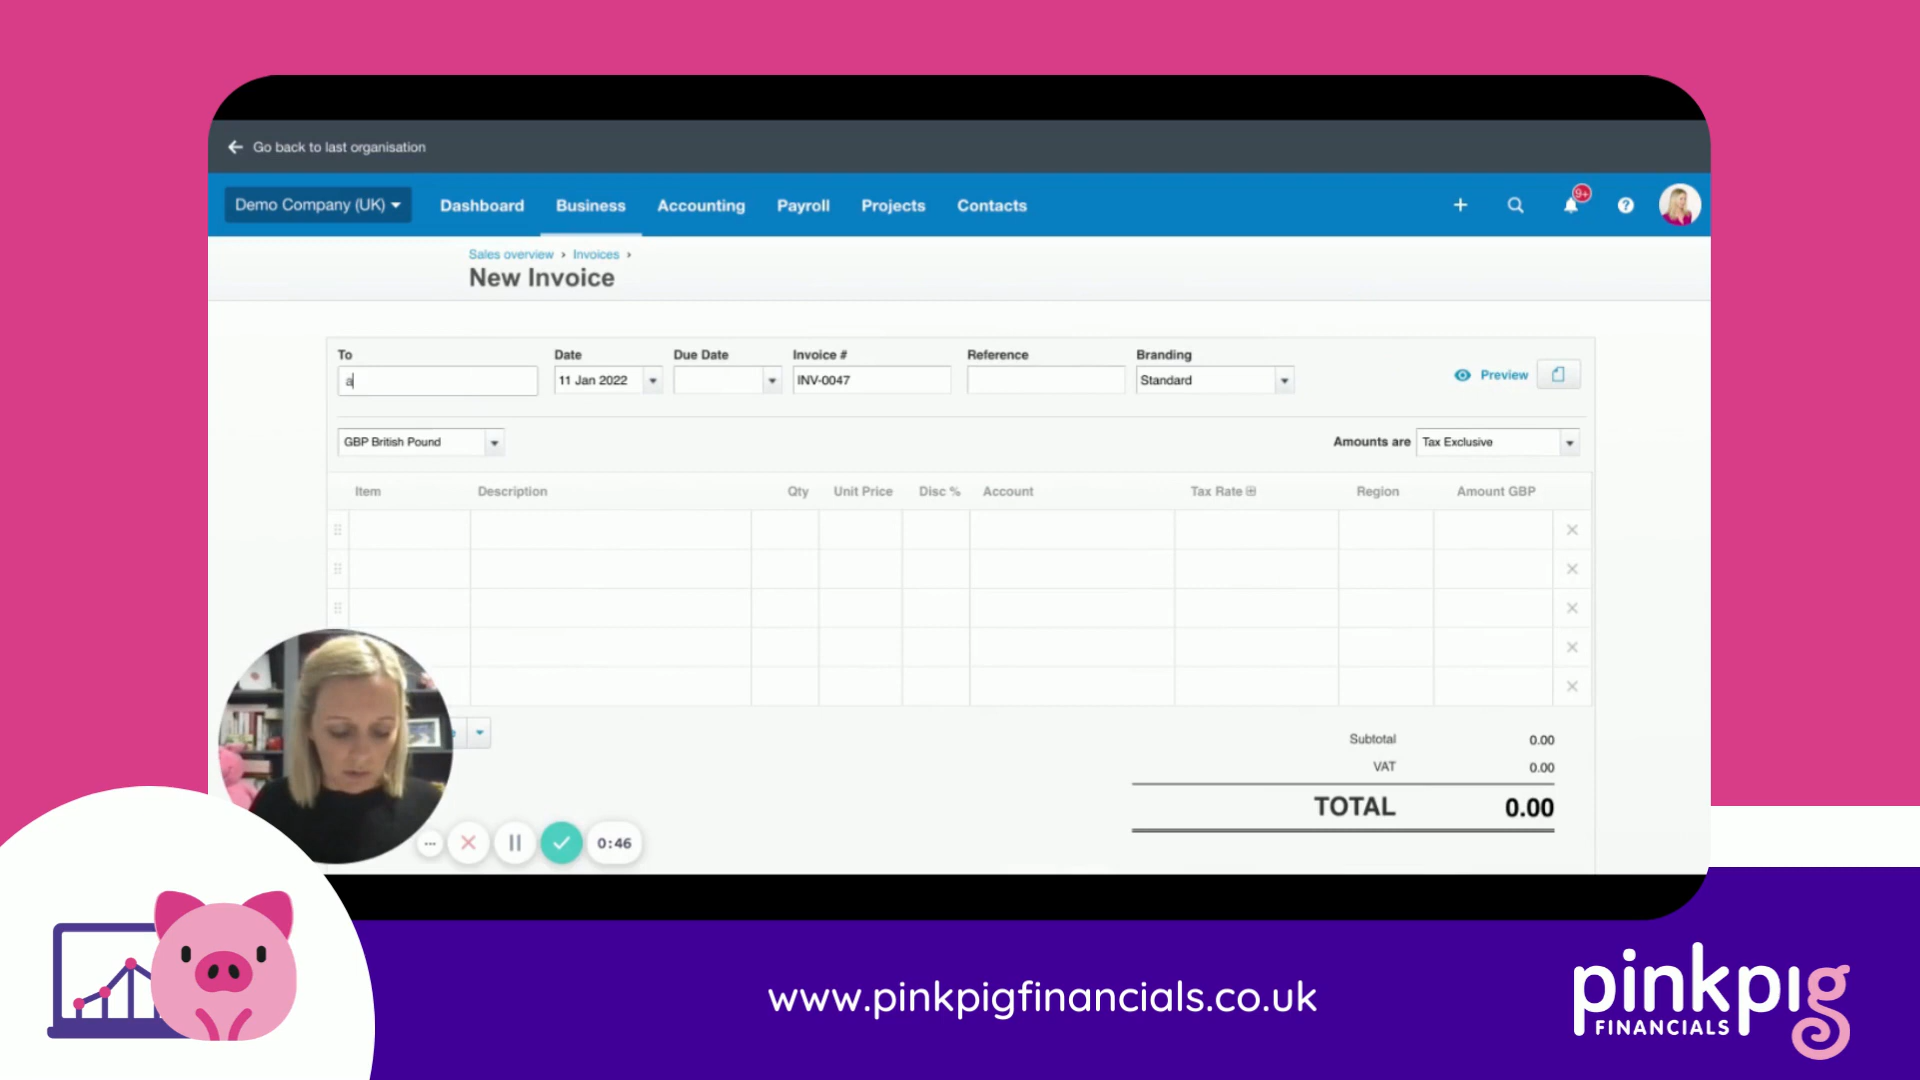 Go back to last organisation
Demo Company (UK) Dashboard Business Accounting Payroll Projects Contacts 9+
Sales overview › Invoices ›
New Invoice
To Date Due Date Invoice # Reference Branding
a 11 Jan 2022 INV-0047 Standard Preview
GBP British Pound Amounts are Tax Exclusive
Item Description Qty Unit Price Disc % Account Tax Rate Region Amount GBP
Subtotal 0.00
VAT 0.00
TOTAL 0.00
0:46
www.pinkpigfinancials.co.uk
pinkpig
FINANCIALS